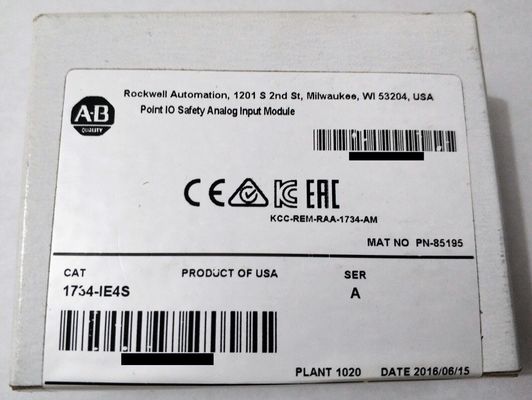 Rockwell Automation, 1201 S 2nd St, Milwaukee, WI 53204, USA
Point IO Safety Analog Input Module
A-B
QUALITY
CE KC EAC
KCC-REM-RAA-1734-AM
MAT NO PN-85195
CAT PRODUCT OF USA SER
1734-IE4S A
PLANT 1020 DATE 2016/06/15